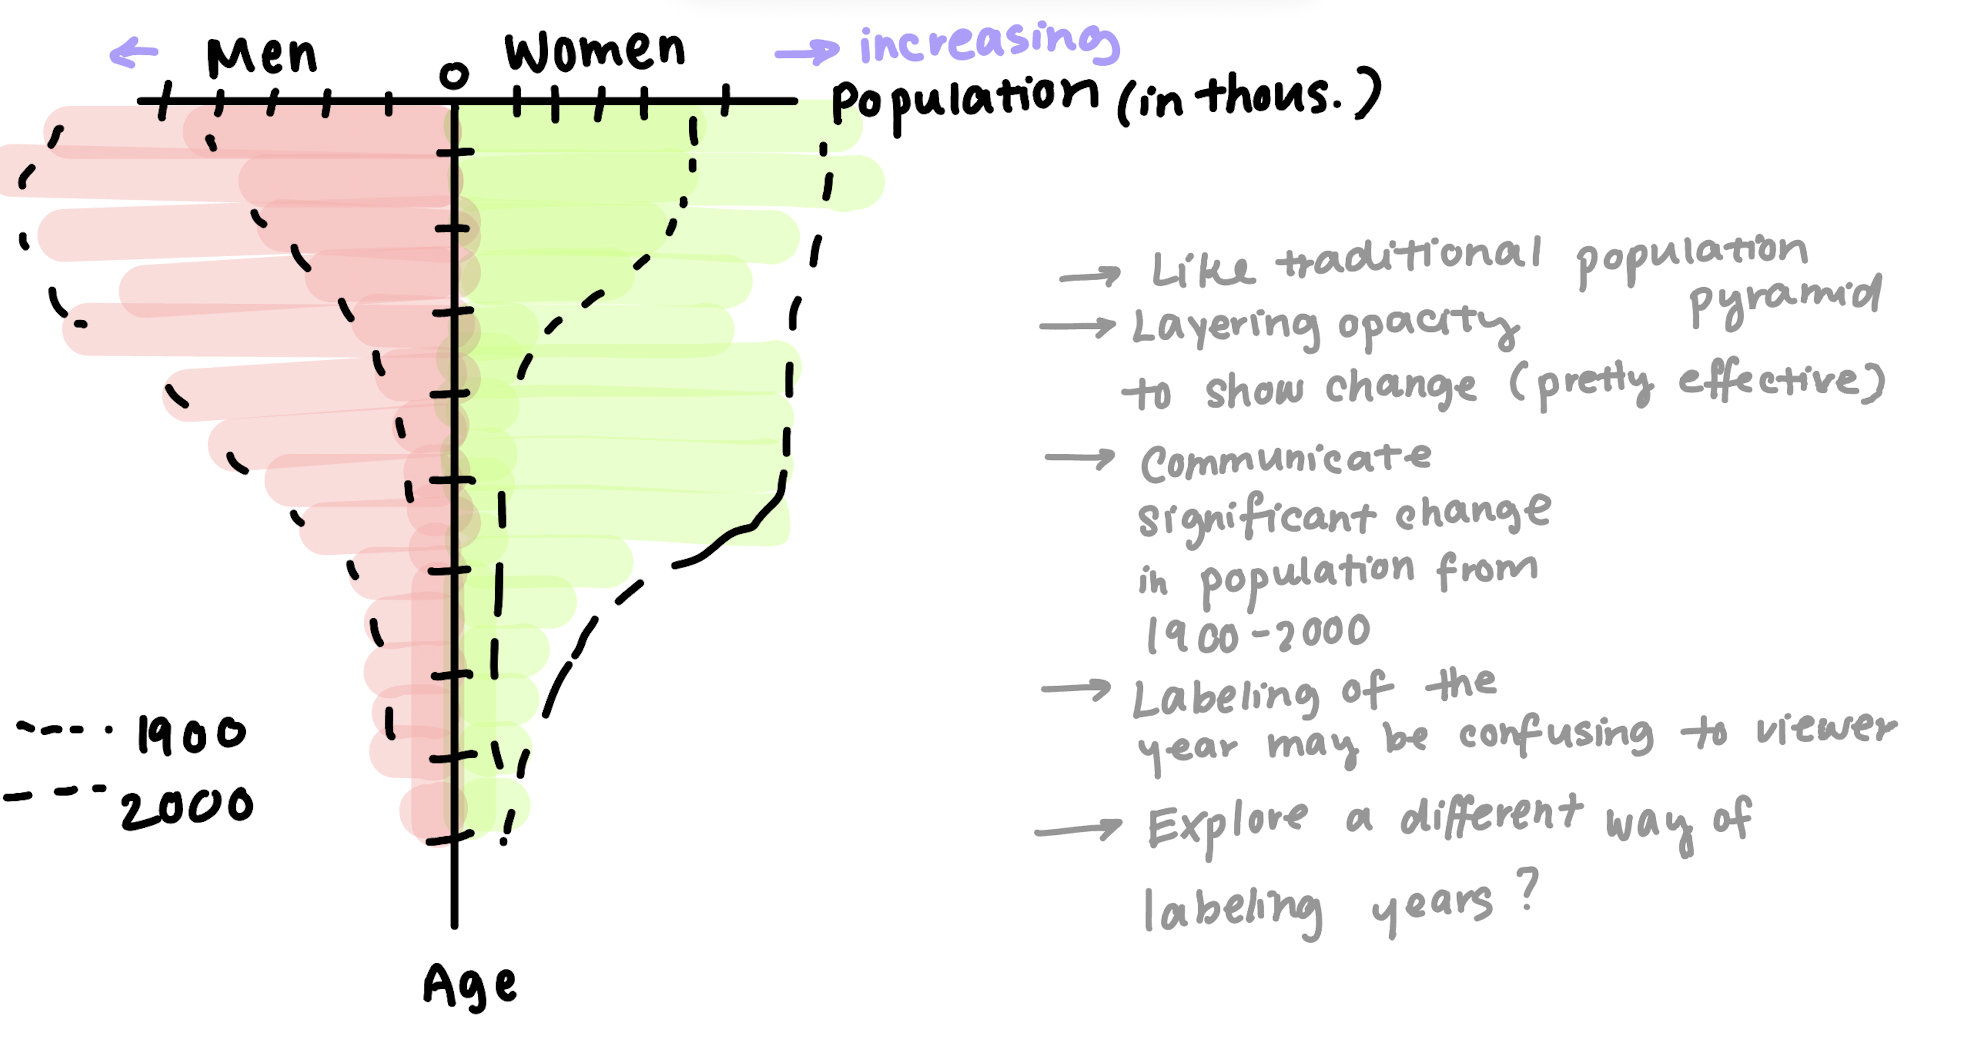 ← Men
0
Women
→ increasing
Population (in thous.)
→ Like traditional population
pyramid
→ Layering opacity
to show change (pretty effective)
→ Communicate
significant change
in population from
1900-2000
→ Labeling of the
year may be confusing to viewer
→ Explore a different way of
labeling years?
1900
2000
Age